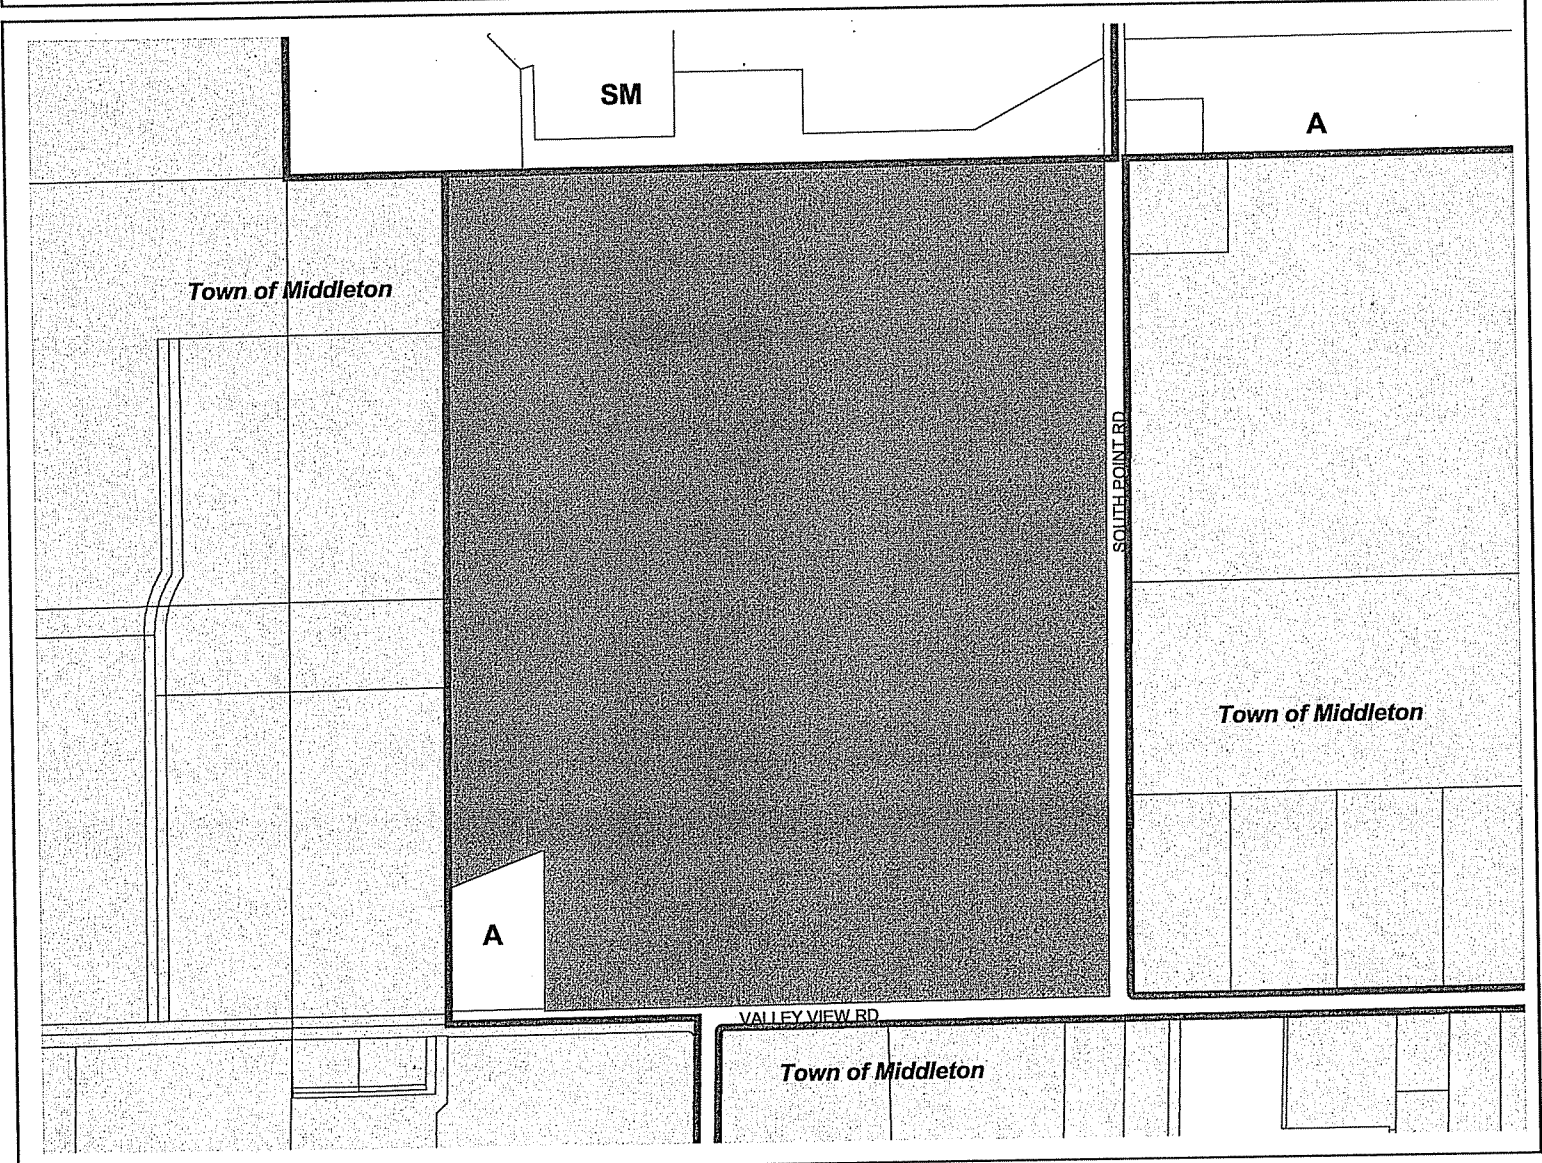 SM
A
Town of Middleton
SOUTH POINT RD
Town of Middleton
A
VALLEY VIEW RD
Town of Middleton